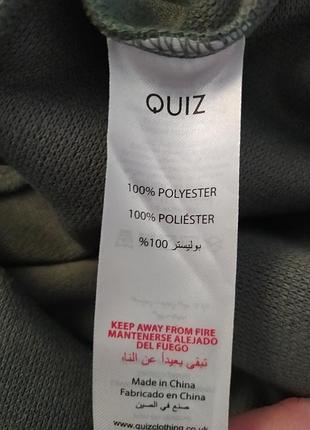 QUIZ
100% POLYESTER
100% POLIÉSTER
بوليستر 100%
KEEP AWAY FROM FIRE
MANTENERSE ALEJADO
DEL FUEGO
تبقى بعيدأ عن النار
Made in China
Fabricado en China
صنع في الصين
www.quizclothing.co.uk